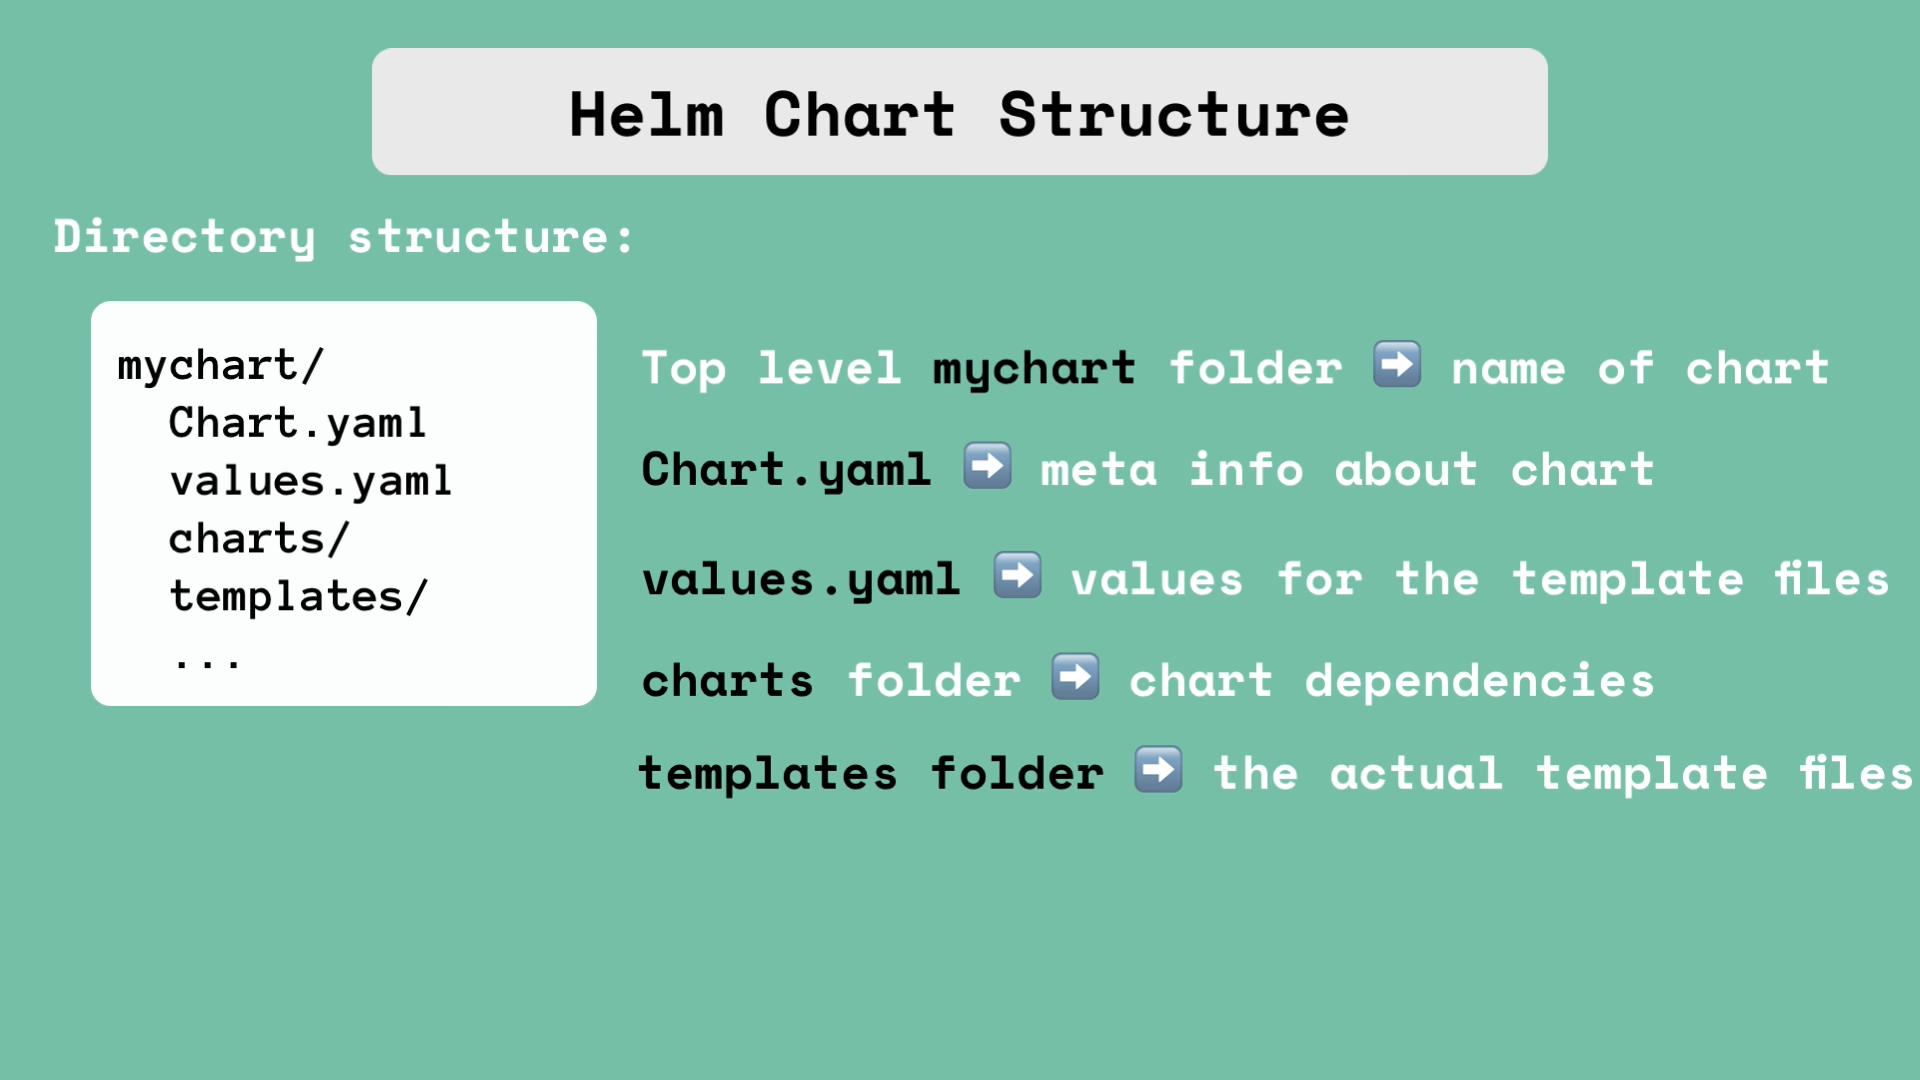 Helm Chart Structure
Directory structure:
mychart/
Chart.yaml
values.yaml
charts/
templates/
...
Top level mychart folder ➡️ name of chart
Chart.yaml ➡️ meta info about chart
values.yaml ➡️ values for the template files
charts folder ➡️ chart dependencies
templates folder ➡️ the actual template files